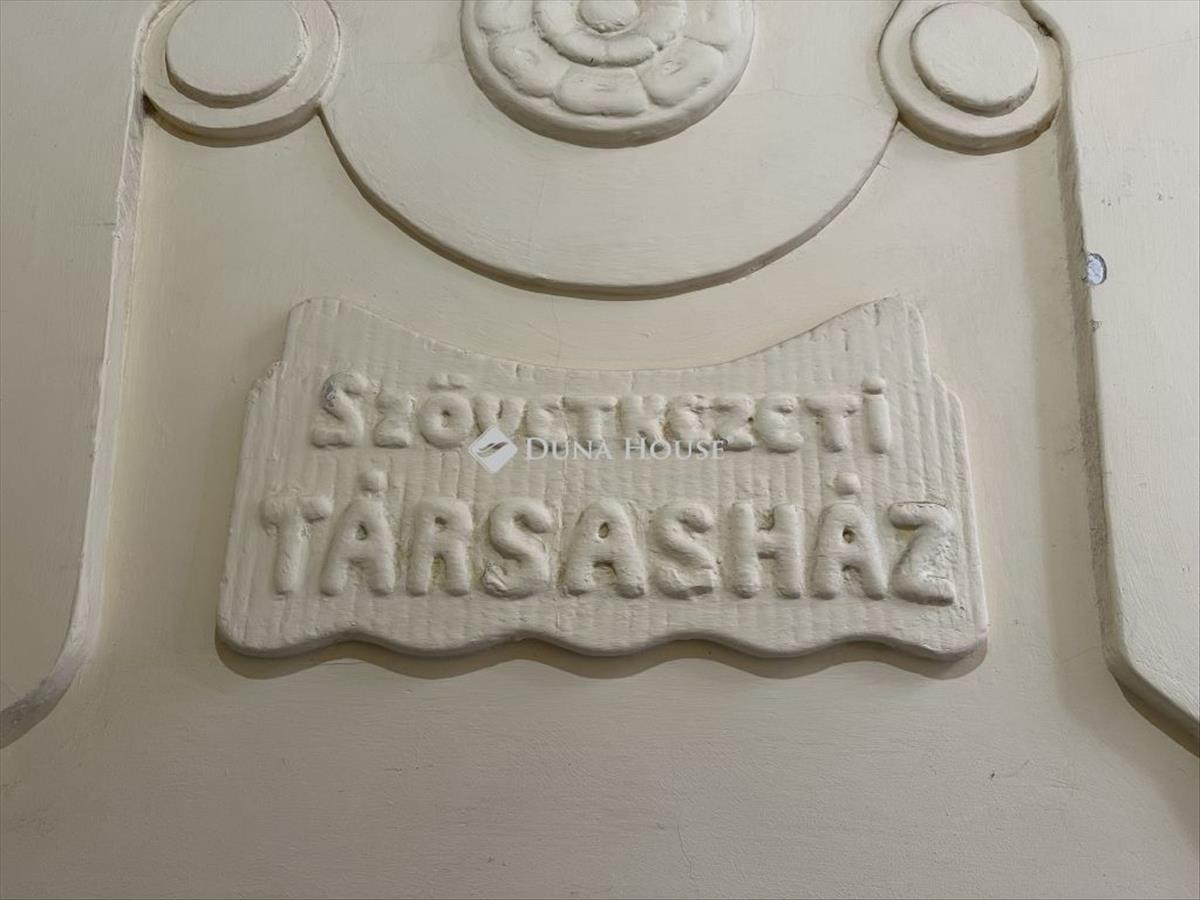 SZÖVETKEZETI
DUNA HOUSE
TÁRSASHÁZ